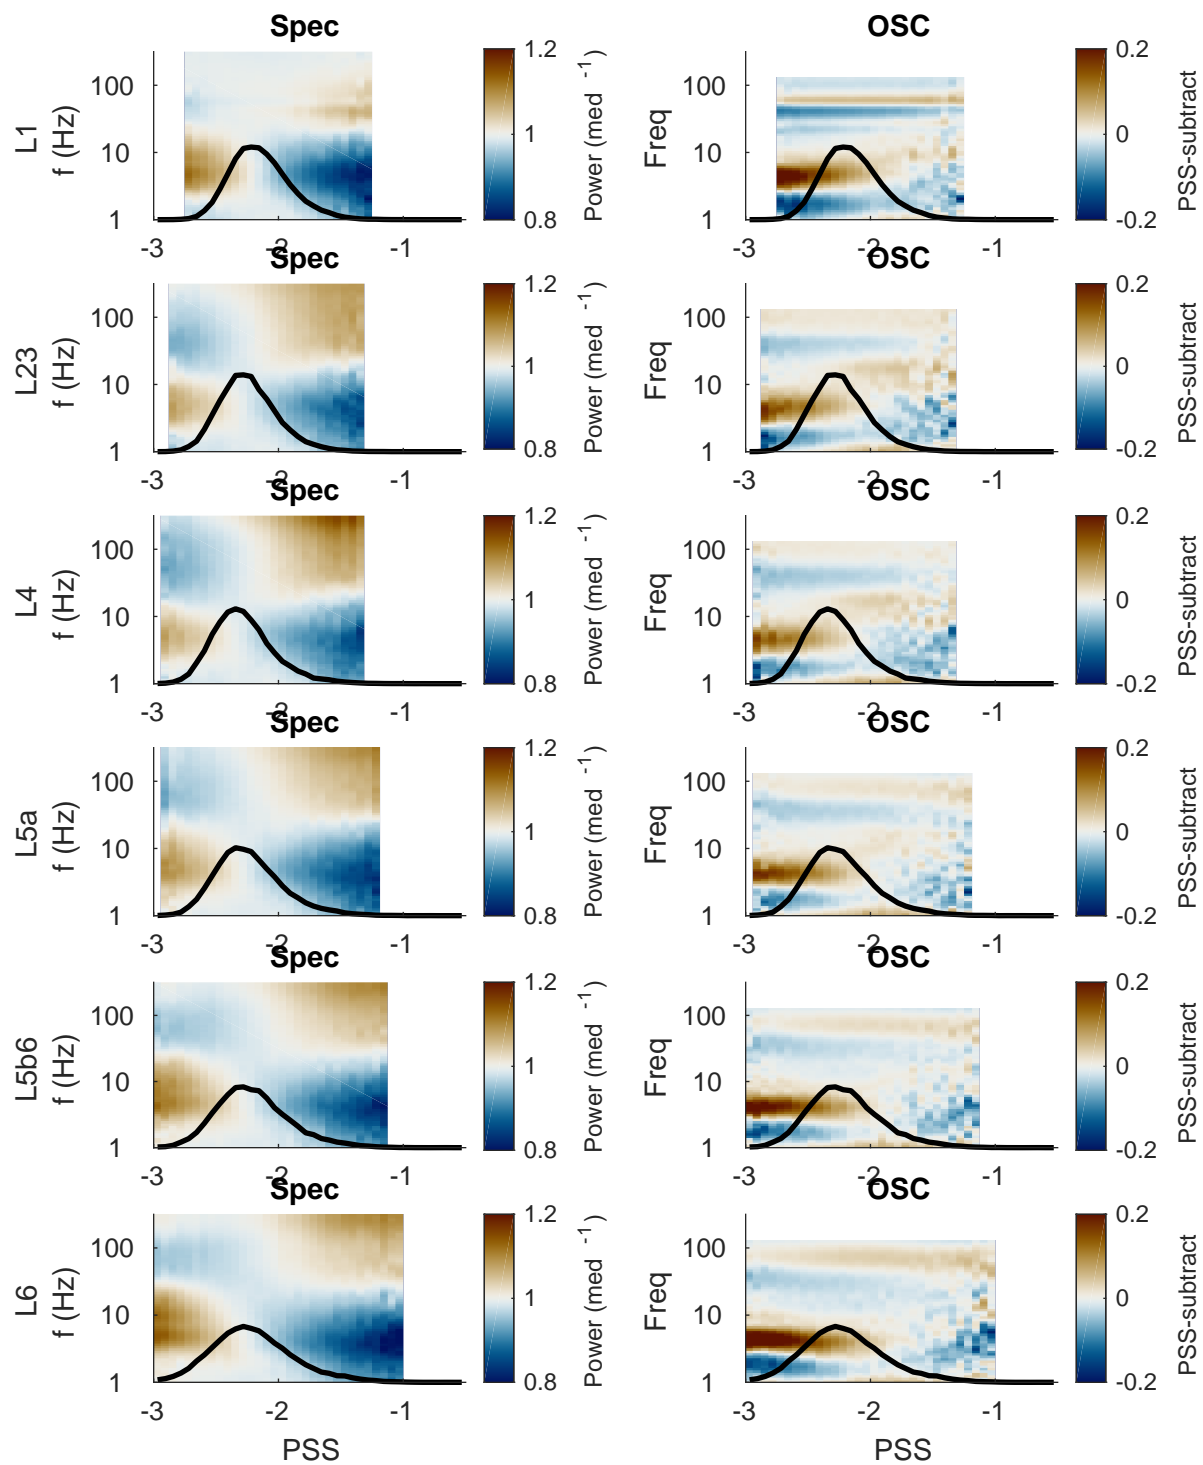 Spec
OSC
L1
f (Hz)
100
10
1
-3
-2
-1
1.2
1
0.8
Power (med -1)
Freq
100
10
1
-3
-2
-1
0.2
0
-0.2
PSS-subtract
Spec
OSC
L23
f (Hz)
100
10
1
-3
-2
-1
1.2
1
0.8
Power (med -1)
Freq
100
10
1
-3
-2
-1
0.2
0
-0.2
PSS-subtract
Spec
OSC
L4
f (Hz)
100
10
1
-3
-2
-1
1.2
1
0.8
Power (med -1)
Freq
100
10
1
-3
-2
-1
0.2
0
-0.2
PSS-subtract
Spec
OSC
L5a
f (Hz)
100
10
1
-3
-2
-1
1.2
1
0.8
Power (med -1)
Freq
100
10
1
-3
-2
-1
0.2
0
-0.2
PSS-subtract
Spec
OSC
L5b6
f (Hz)
100
10
1
-3
-2
-1
1.2
1
0.8
Power (med -1)
Freq
100
10
1
-3
-2
-1
0.2
0
-0.2
PSS-subtract
Spec
OSC
L6
f (Hz)
100
10
1
-3
-2
-1
PSS
1.2
1
0.8
Power (med -1)
Freq
100
10
1
-3
-2
-1
PSS
0.2
0
-0.2
PSS-subtract